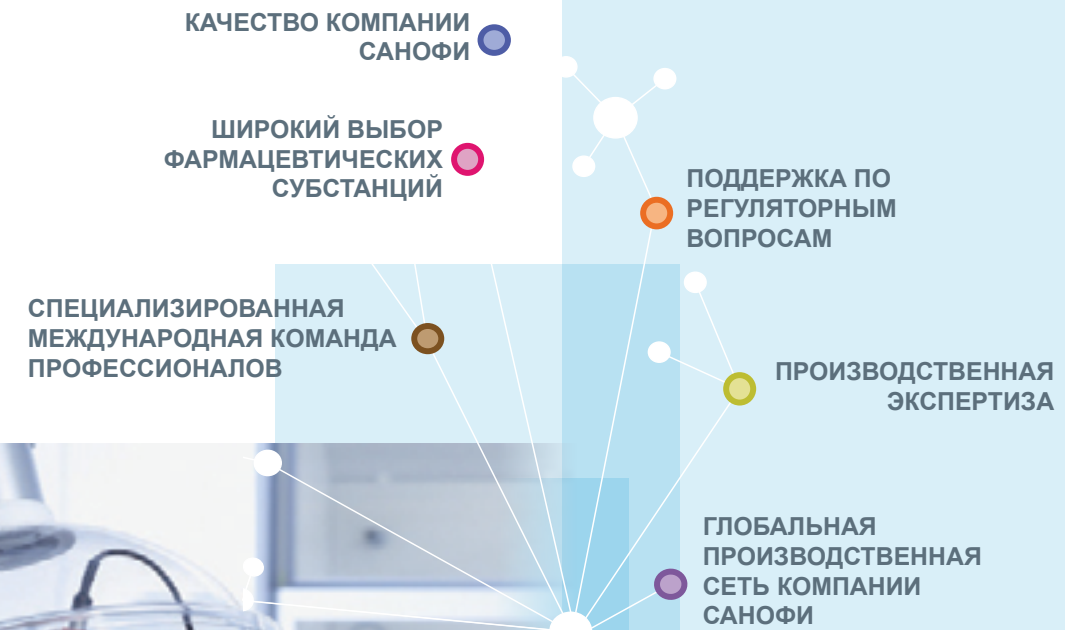 КАЧЕСТВО КОМПАНИИ
САНОФИ
ШИРОКИЙ ВЫБОР
ФАРМАЦЕВТИЧЕСКИХ
СУБСТАНЦИЙ
ПОДДЕРЖКА ПО
РЕГУЛЯТОРНЫМ
ВОПРОСАМ
СПЕЦИАЛИЗИРОВАННАЯ
МЕЖДУНАРОДНАЯ КОМАНДА
ПРОФЕССИОНАЛОВ
ПРОИЗВОДСТВЕННАЯ
ЭКСПЕРТИЗА
ГЛОБАЛЬНАЯ
ПРОИЗВОДСТВЕННАЯ
СЕТЬ КОМПАНИИ
САНОФИ